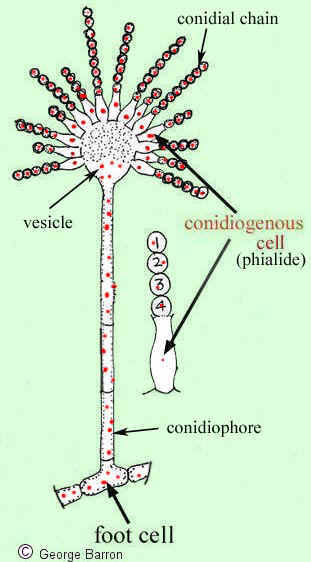 conidial chain
vesicle
conidiogenous
cell
(phialide)
1
2
3
4
conidiophore
foot cell
© George Barron